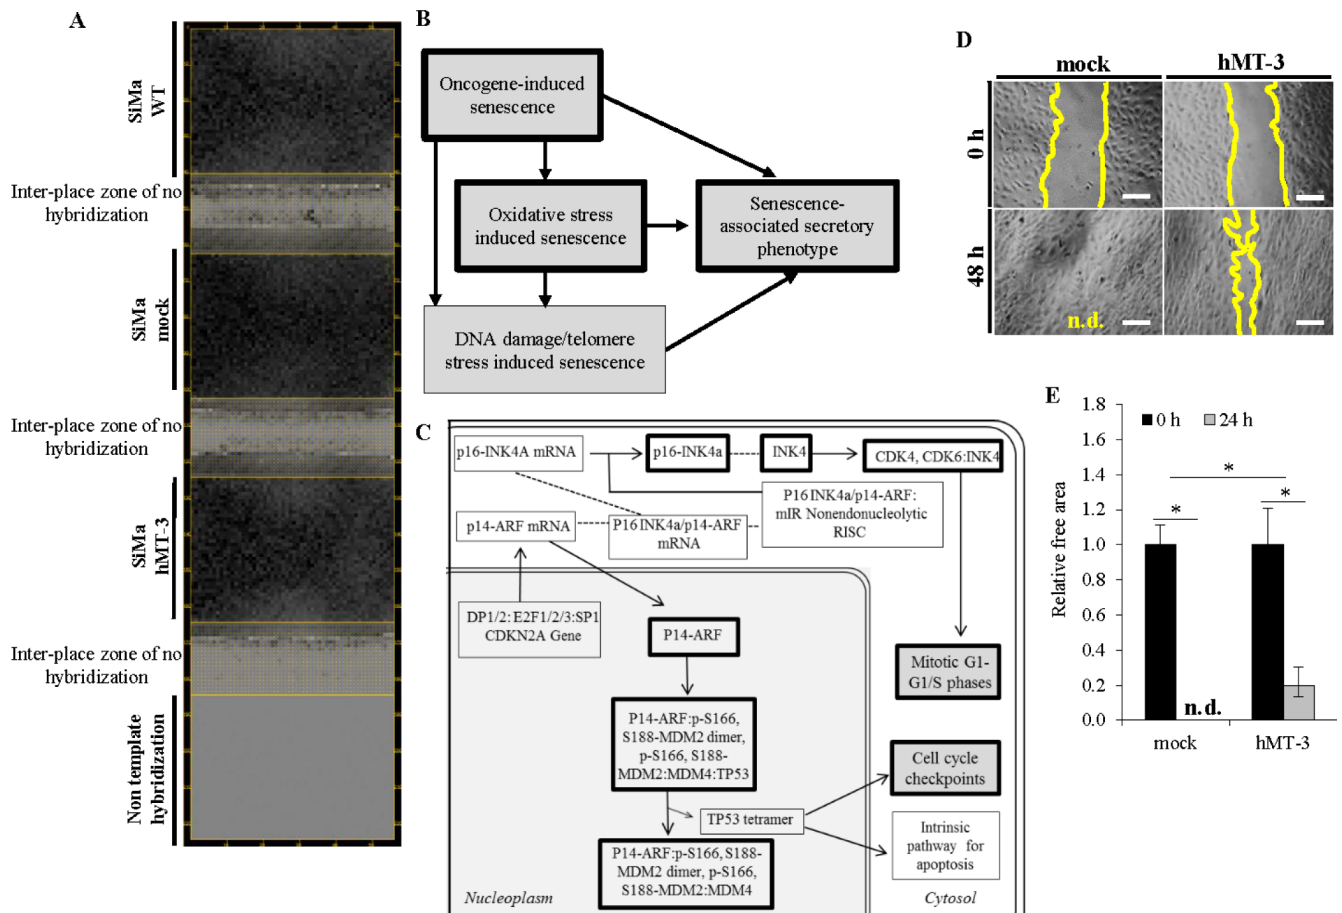 A
SiMa
WT
Inter-place zone of no
hybridization
SiMa
mock
Inter-place zone of no
hybridization
SiMa
hMT-3
Inter-place zone of no
hybridization
Non template
hybridization
B
Oncogene-induced
senescence
Oxidative stress
induced senescence
Senescence-
associated secretory
phenotype
DNA damage/telomere
stress induced senescence
C
p16-INK4A mRNA
p16-INK4a
INK4
CDK4, CDK6:INK4
p14-ARF mRNA
P16 INK4a/p14-ARF
mRNA
P16 INK4a/p14-ARF:
mIR Nonendonucleolytic
RISC
DP1/2: E2F1/2/3:SP1
CDKN2A Gene
P14-ARF
Mitotic G1-
G1/S phases
P14-ARF:p-S166,
S188-MDM2 dimer,
p-S166, S188-
MDM2:MDM4:TP53
Cell cycle
checkpoints
TP53 tetramer
P14-ARF:p-S166, S188-
MDM2 dimer, p-S166,
S188-MDM2:MDM4
Intrinsic
pathway for
apoptosis
Nucleoplasm
Cytosol
D
mock
hMT-3
0 h
48 h
n.d.
E
0 h
24 h
Relative free area
1.8
1.6
1.4
1.2
1.0
0.8
0.6
0.4
0.2
0.0
*
*
*
n.d.
mock
hMT-3